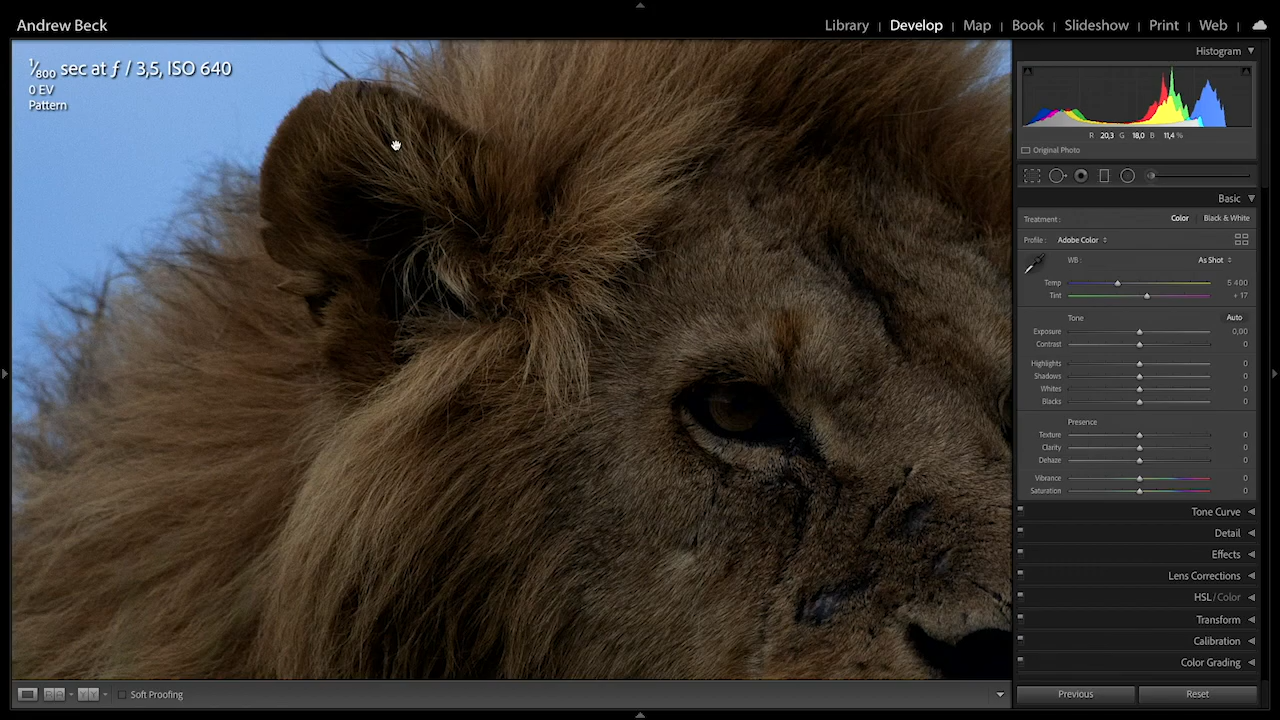 Andrew Beck
Library | Develop | Map | Book | Slideshow | Print | Web |
1/800 sec at ƒ / 3,5, ISO 640
0 EV
Pattern
Histogram
R 20,3 G 18,0 B 11,4 %
Original Photo
Basic
Treatment : Color Black & White
Profile : Adobe Color
WB : As Shot
Temp 5 400
Tint + 17
Tone Auto
Exposure 0,00
Contrast 0
Highlights 0
Shadows 0
Whites 0
Blacks 0
Presence
Texture 0
Clarity 0
Dehaze 0
Vibrance 0
Saturation 0
Tone Curve
Detail
Effects
Lens Corrections
HSL / Color
Transform
Calibration
Color Grading
Soft Proofing
Previous Reset